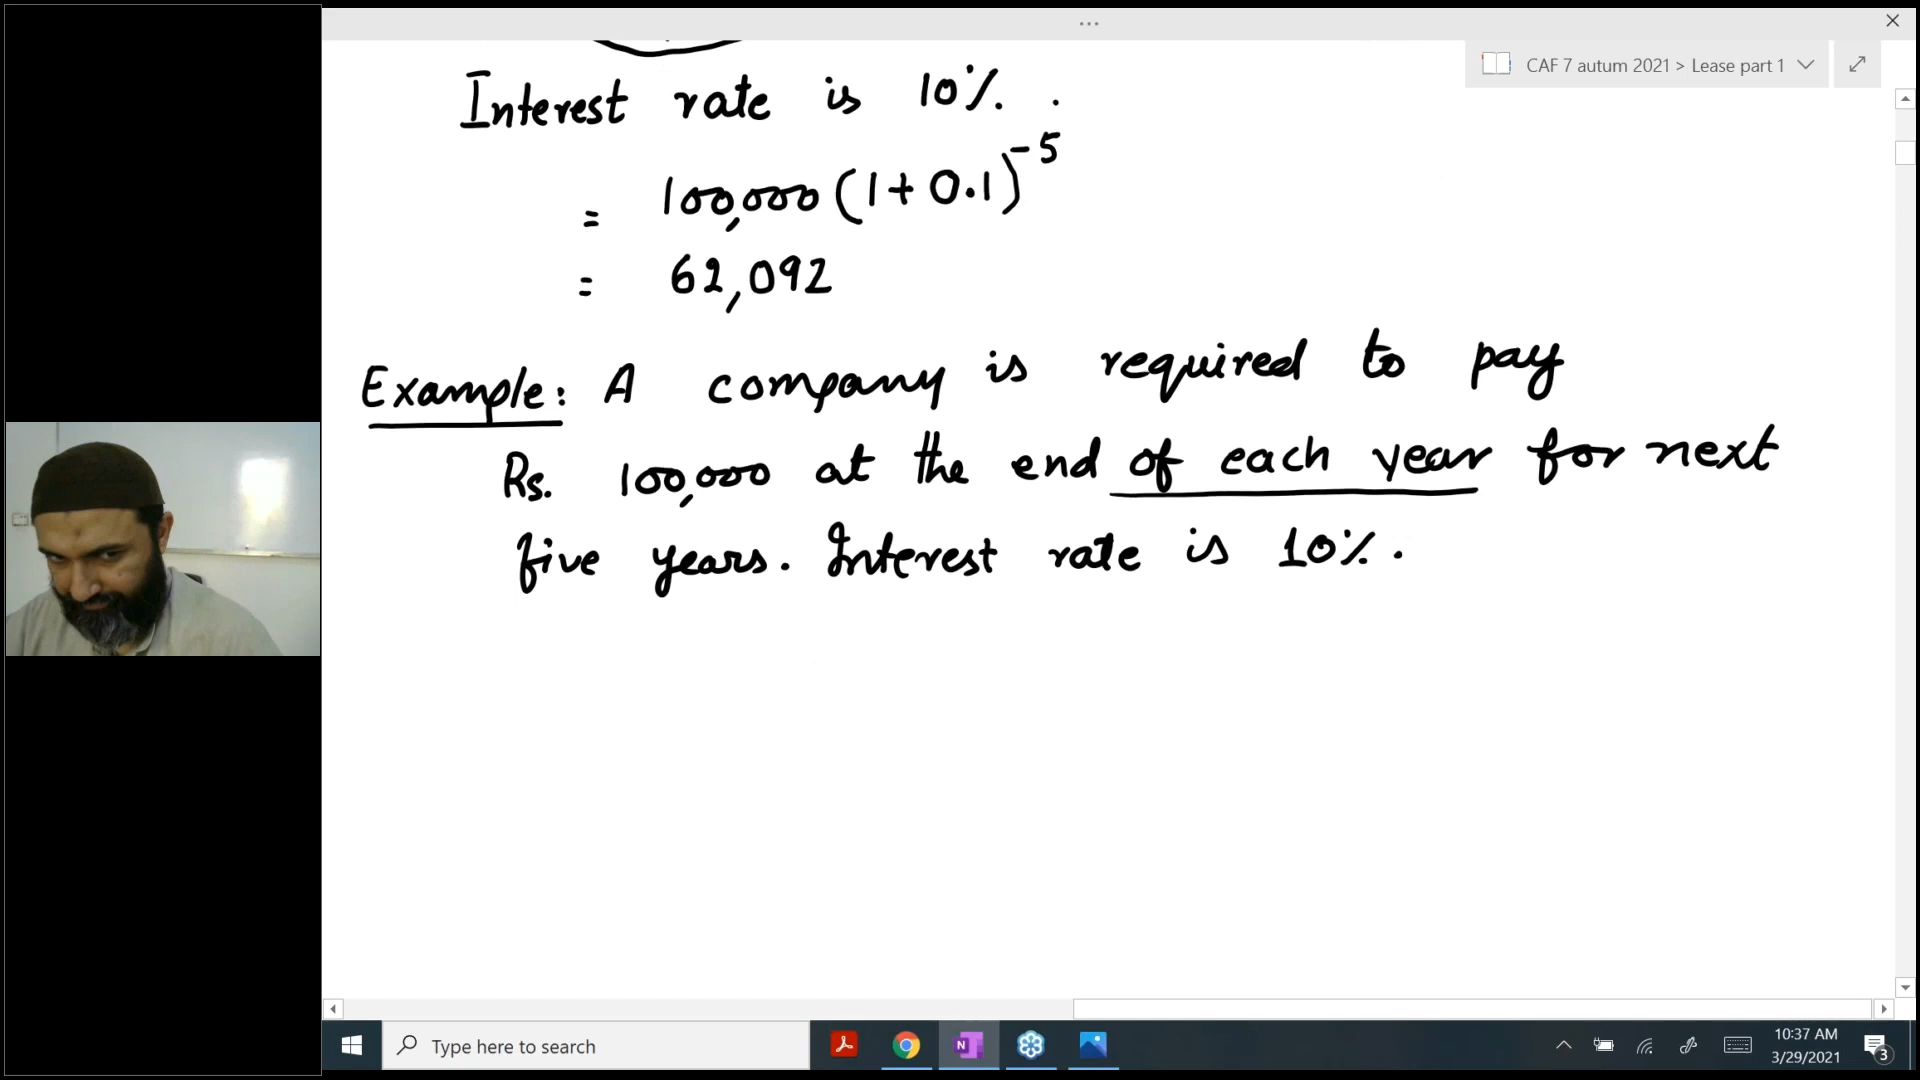 CAF 7 autum 2021 > Lease part 1
Interest rate is 10%.
= 100,000 (1+0.1)^-5
= 62,092
Example: A company is required to pay
Rs. 100,000 at the end of each year for next
five years. Interest rate is 10%.
Type here to search
N
10:37 AM
3/29/2021
3